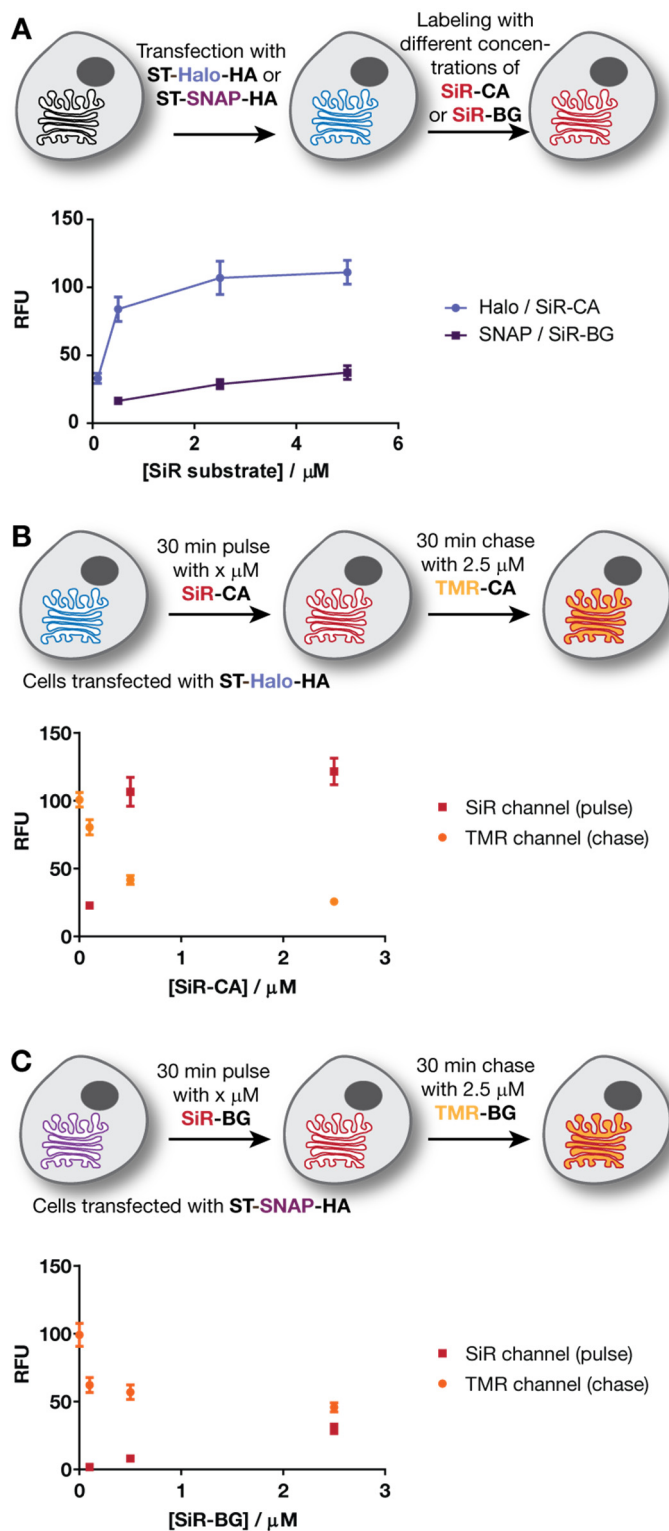 A
Transfection with
ST-Halo-HA or
ST-SNAP-HA
Labeling with
different concen-
trations of
SiR-CA
or SiR-BG
150
100
50
0
RFU
0
2
4
6
[SiR substrate] / μM
Halo / SiR-CA
SNAP / SiR-BG
B
30 min pulse
with x μM
SiR-CA
30 min chase
with 2.5 μM
TMR-CA
Cells transfected with ST-Halo-HA
150
100
50
0
RFU
0
1
2
3
[SiR-CA] / μM
SiR channel (pulse)
TMR channel (chase)
C
30 min pulse
with x μM
SiR-BG
30 min chase
with 2.5 μM
TMR-BG
Cells transfected with ST-SNAP-HA
150
100
50
0
RFU
0
1
2
3
[SiR-BG] / μM
SiR channel (pulse)
TMR channel (chase)